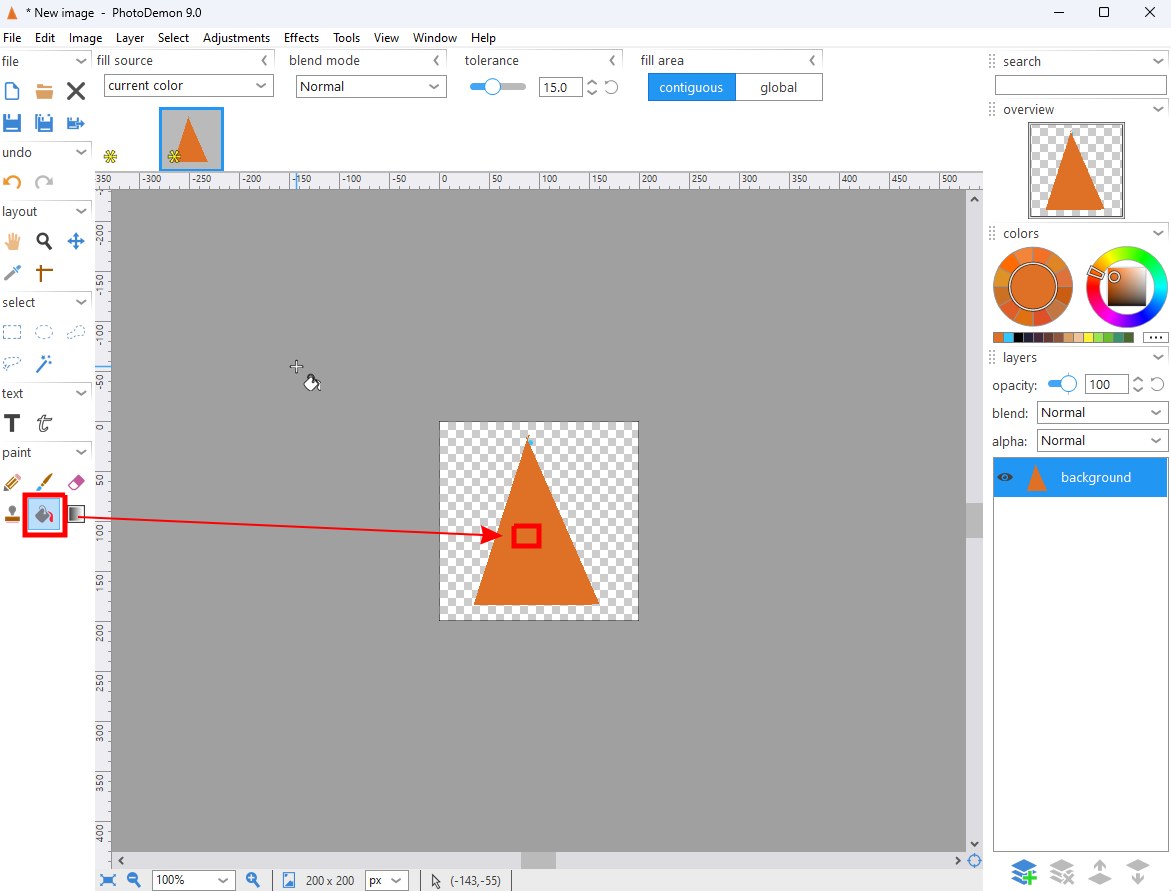 * New image - PhotoDemon 9.0
File Edit Image Layer Select Adjustments Effects Tools View Window Help
file
fill source
blend mode
tolerance
fill area
search
current color
Normal
15.0
contiguous
global
overview
undo
350 -300 -250 -200 -150 -100 -50 0 50 100 150 200 250 300 350 400 450 500
layout
-200
-150
-100
-50
0
50
100
150
200
250
300
350
400
colors
select
layers
opacity: 100
text
blend: Normal
alpha: Normal
T t
paint
background
100%
200 x 200
px
(-143,-55)